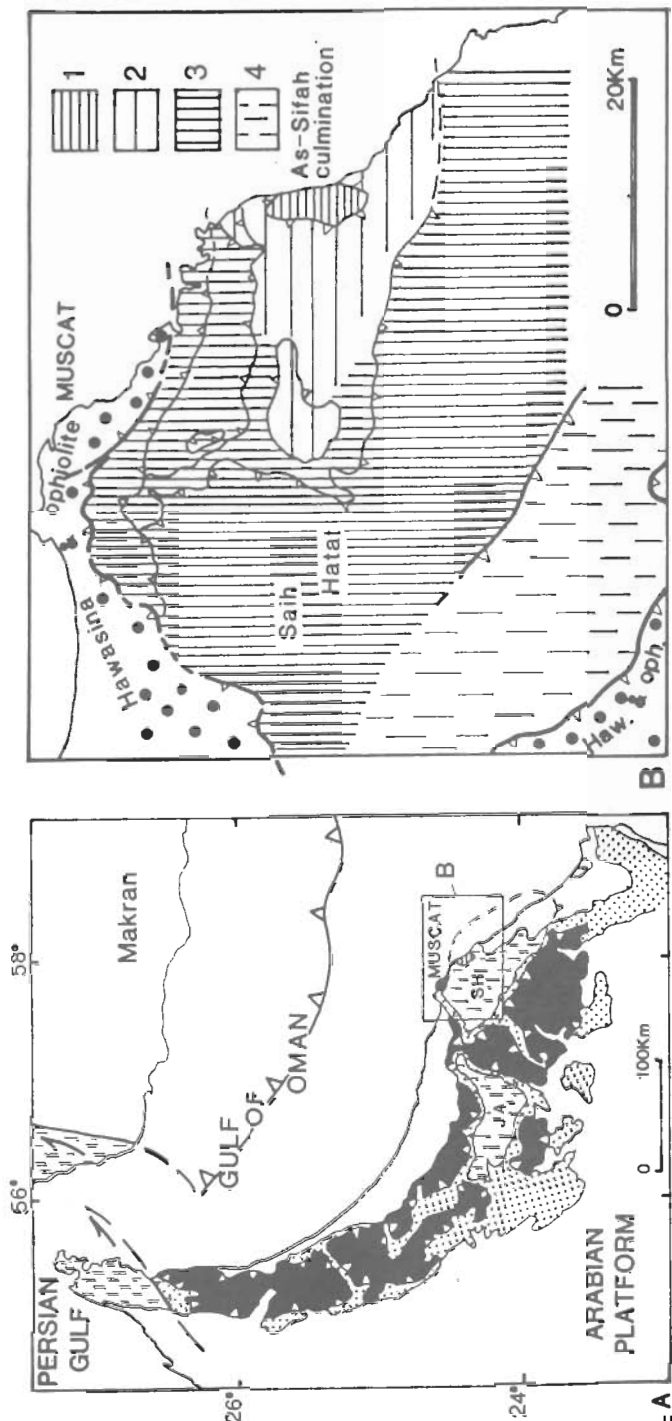 PERSIAN
GULF
56°
58°
Makran
GULF OF OMAN
26°
24°
MUSCAT
B
SH
JA
0 100Km
ARABIAN
PLATFORM
A
Hawasina
& ophiolite
MUSCAT
1
2
3
4
As-Sifah
culmination
Saih
Hatat
Haw. & oph.
0 20Km
B